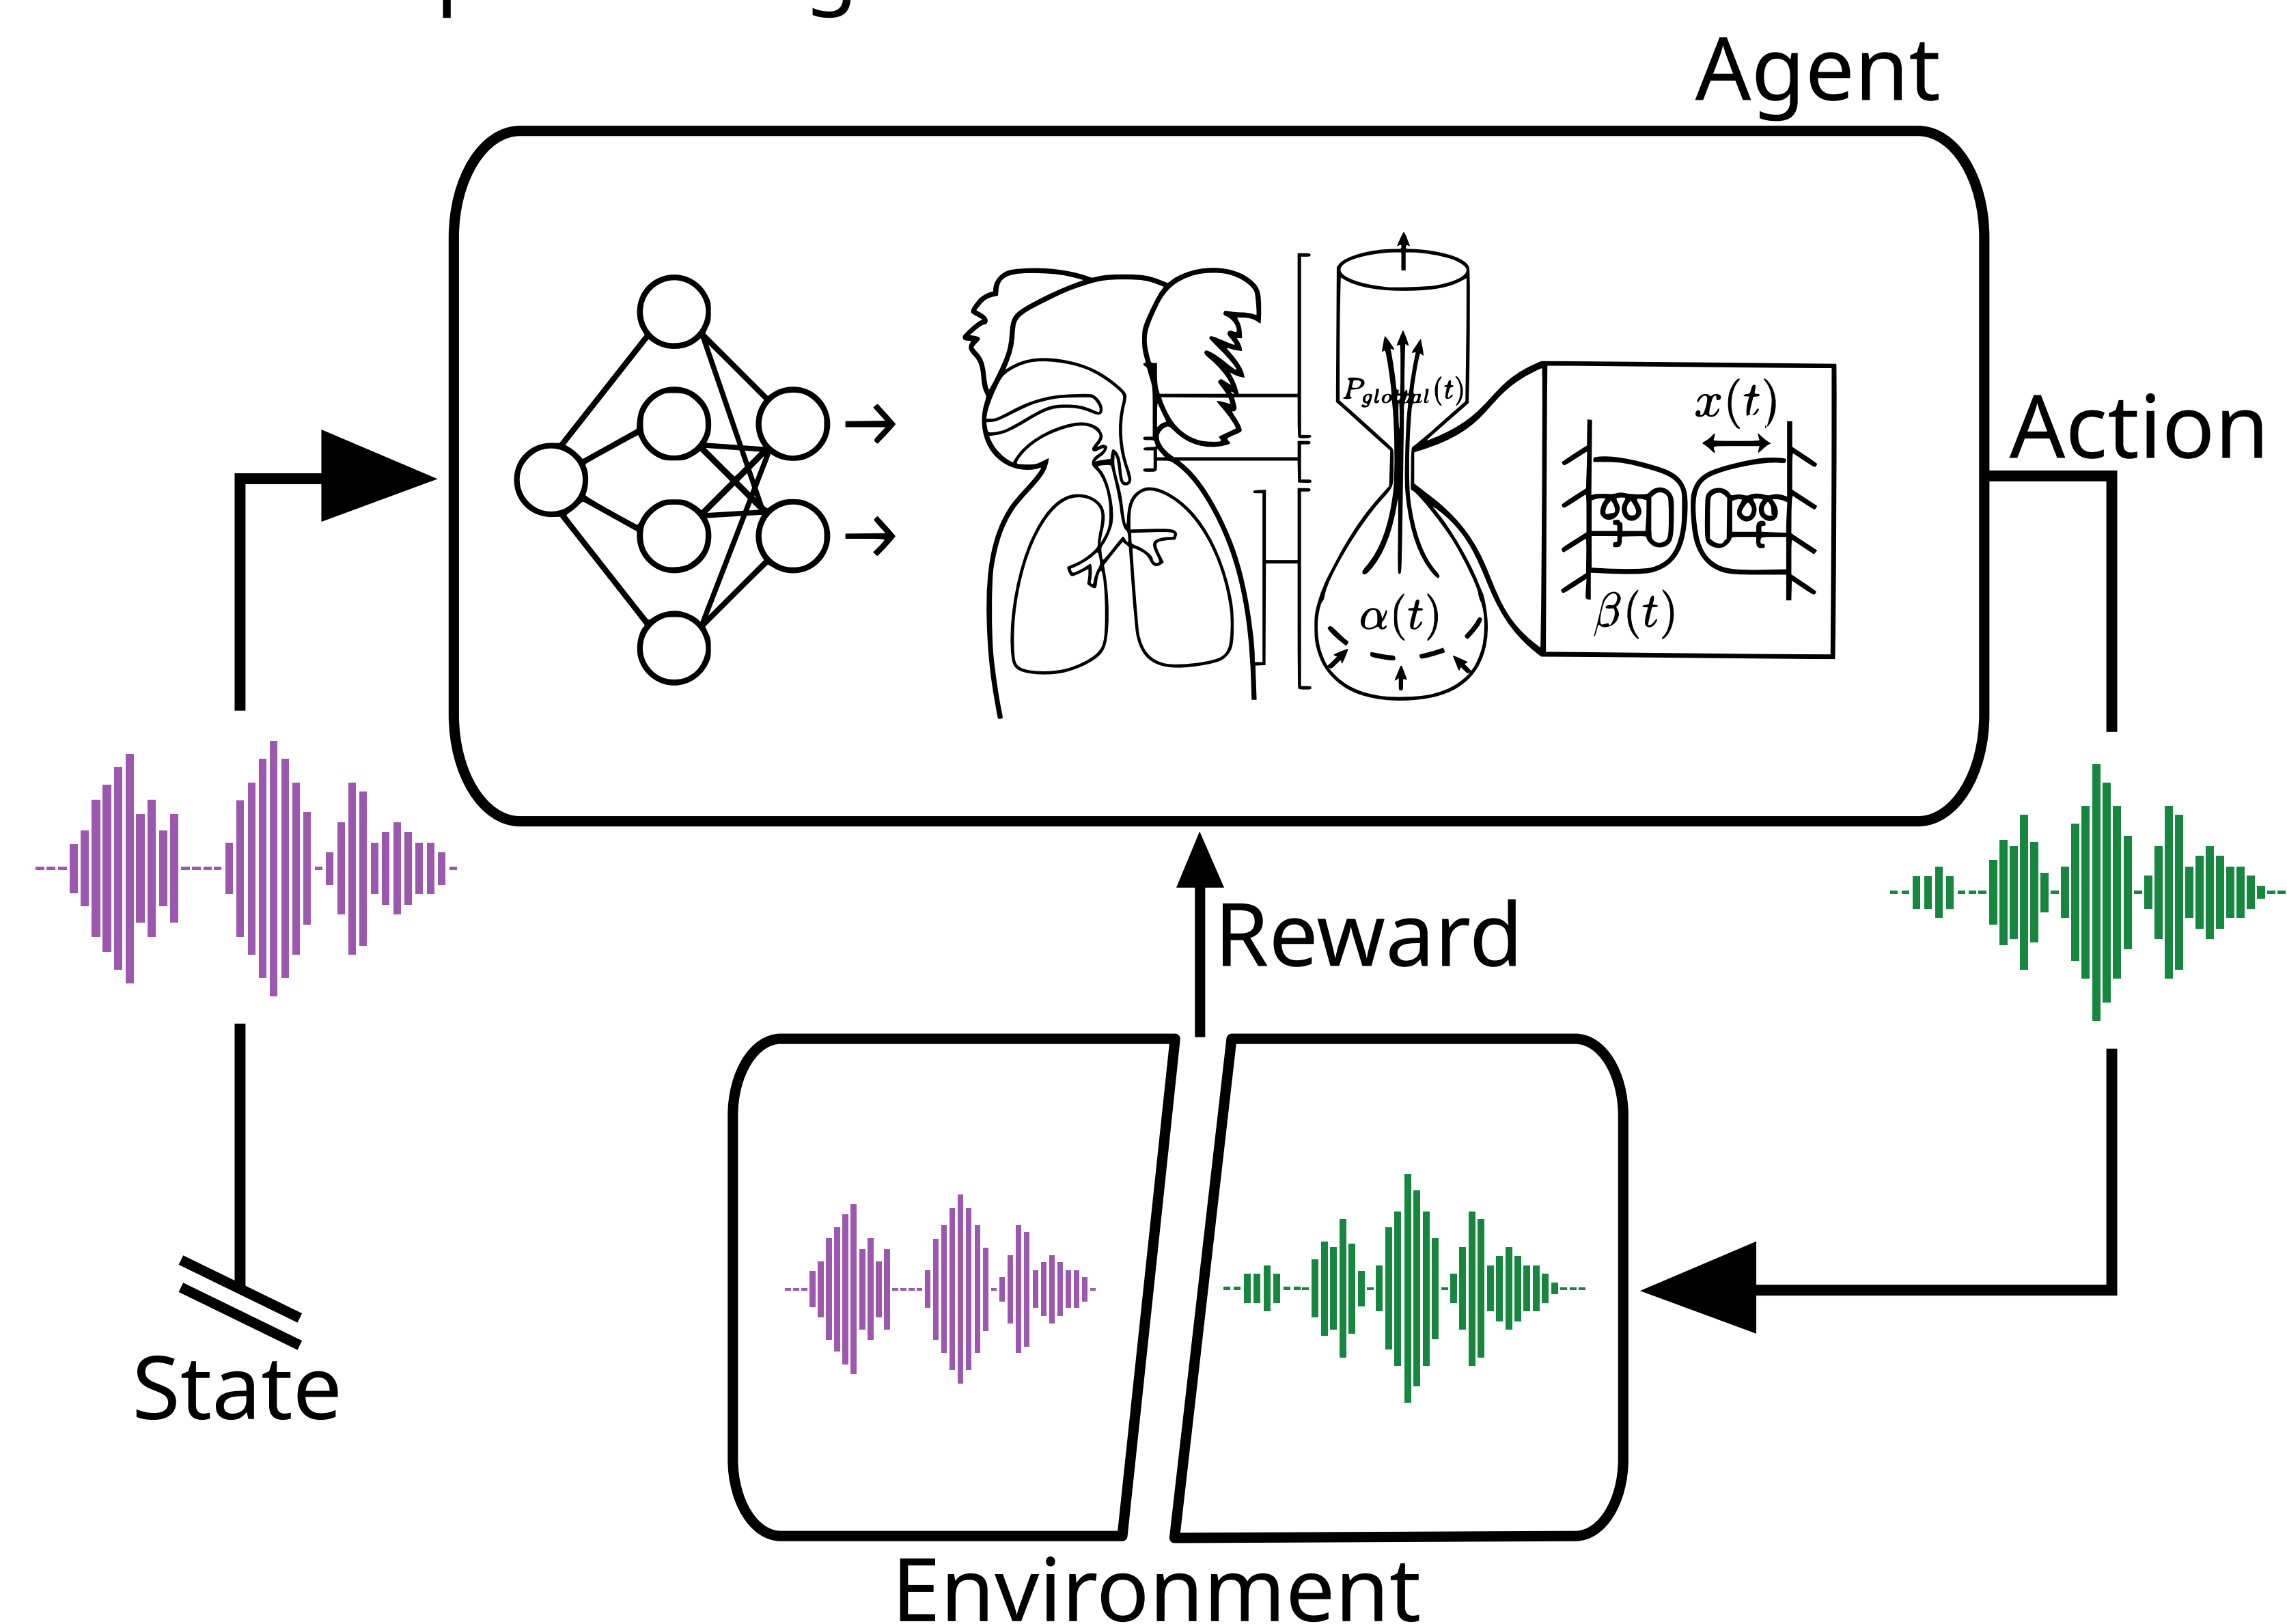 Agent
P_global(t)
x(t)
Action
α(t)
β(t)
Reward
State
Environment